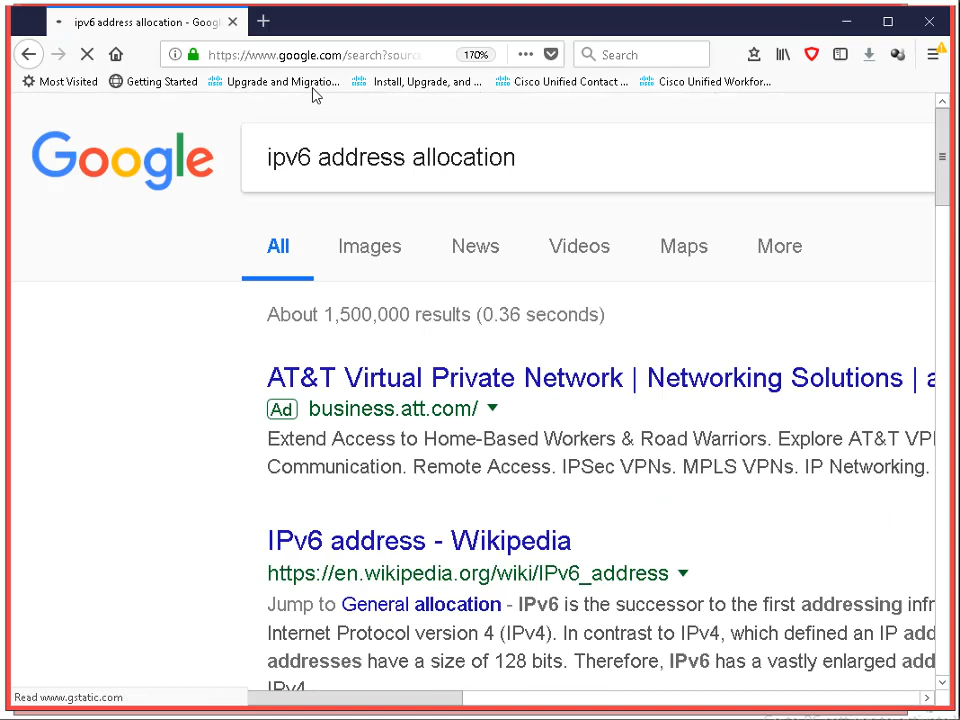 ipv6 address allocation - Googl
https://www.google.com/search?sourc
170%
Search
Most Visited
Getting Started
Upgrade and Migratio...
Install, Upgrade, and ...
Cisco Unified Contact ...
Cisco Unified Workfor...
Google
ipv6 address allocation
All Images News Videos Maps More
About 1,500,000 results (0.36 seconds)
AT&T Virtual Private Network | Networking Solutions | a
Ad business.att.com/
Extend Access to Home-Based Workers & Road Warriors. Explore AT&T VP
Communication. Remote Access. IPSec VPNs. MPLS VPNs. IP Networking.
IPv6 address - Wikipedia
https://en.wikipedia.org/wiki/IPv6_address
Jump to General allocation - IPv6 is the successor to the first addressing infr
Internet Protocol version 4 (IPv4). In contrast to IPv4, which defined an IP add
addresses have a size of 128 bits. Therefore, IPv6 has a vastly enlarged add
IPv4
Read www.gstatic.com